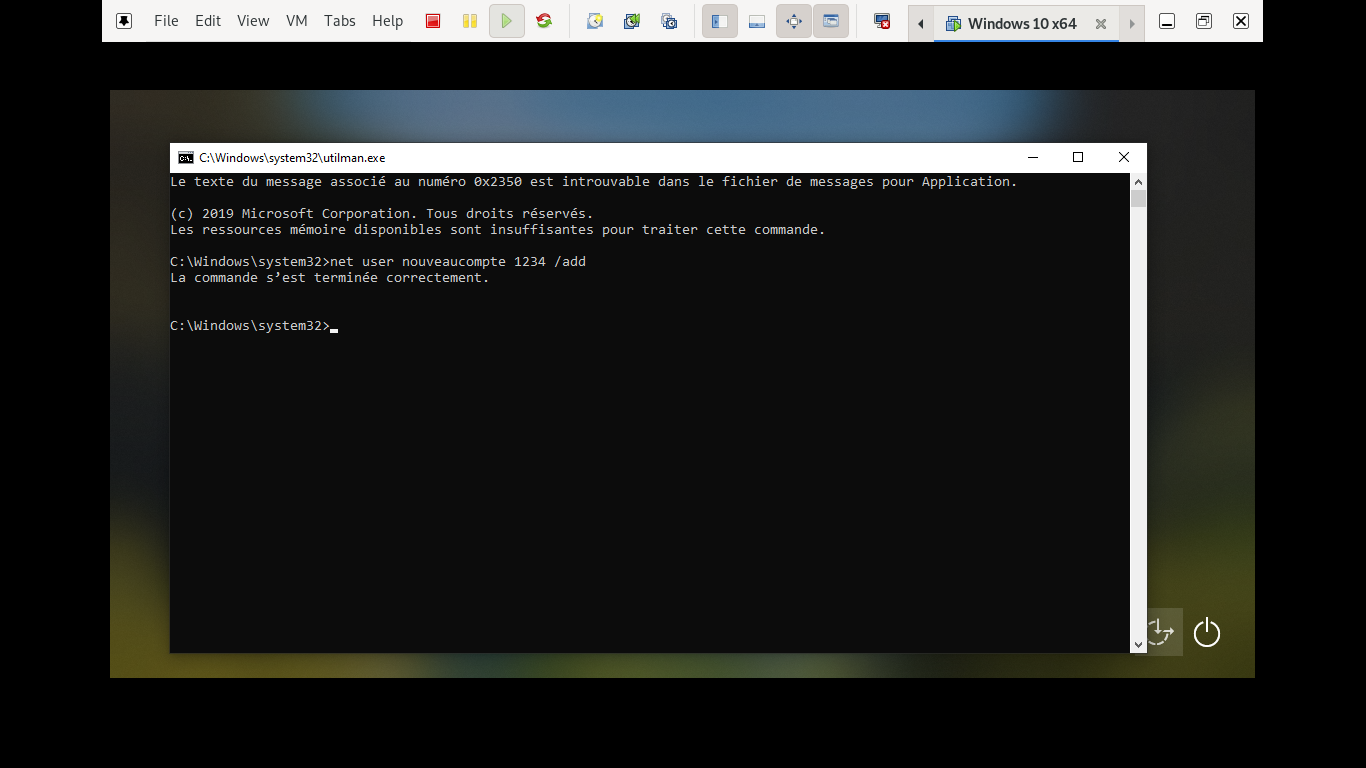 File Edit View VM Tabs Help
Windows 10 x64
C:\Windows\system32\utilman.exe
Le texte du message associé au numéro 0x2350 est introuvable dans le fichier de messages pour Application.
(c) 2019 Microsoft Corporation. Tous droits réservés.
Les ressources mémoire disponibles sont insuffisantes pour traiter cette commande.
C:\Windows\system32>net user nouveaucompte 1234 /add
La commande s’est terminée correctement.
C:\Windows\system32>